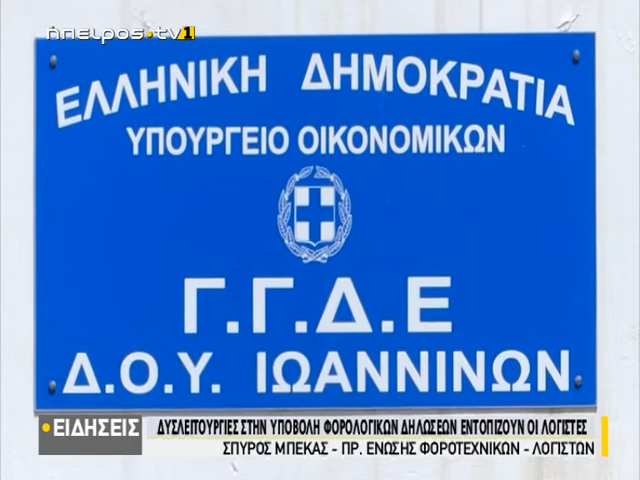 ήπειρος.tv1
ΕΛΛΗΝΙΚΗ ΔΗΜΟΚΡΑΤΙΑ
ΥΠΟΥΡΓΕΙΟ ΟΙΚΟΝΟΜΙΚΩΝ
Γ.Γ.Δ.Ε
Δ.Ο.Υ. ΙΩΑΝΝΙΝΩΝ
ΕΙΔΗΣΕΙΣ
ΔΥΣΛΕΙΤΟΥΡΓΙΕΣ ΣΤΗΝ ΥΠΟΒΟΛΗ ΦΟΡΟΛΟΓΙΚΩΝ ΔΗΛΩΣΕΩΝ ΕΝΤΟΠΙΖΟΥΝ ΟΙ ΛΟΓΙΣΤΕΣ
ΣΠΥΡΟΣ ΜΠΕΚΑΣ - ΠΡ. ΕΝΩΣΗΣ ΦΟΡΟΤΕΧΝΙΚΩΝ - ΛΟΓΙΣΤΩΝ